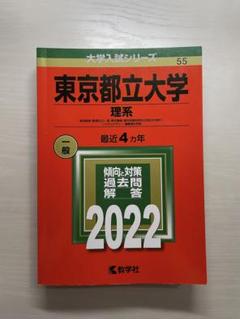 大学入試シリーズ
55
東京都立大学
理系
一般
最近4カ年
傾向と対策
過去問
解答
2022
教学社